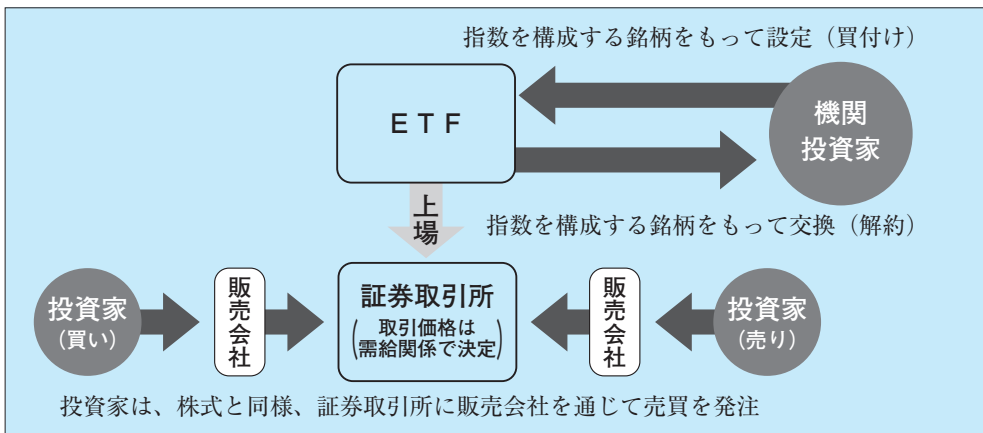 指数を構成する銘柄をもって設定（買付け）
ＥＴＦ
機関
投資家
上場
指数を構成する銘柄をもって交換（解約）
投資家
(買い)
販売会社
証券取引所
(取引価格は
需給関係で決定)
販売会社
投資家
(売り)
投資家は、株式と同様、証券取引所に販売会社を通じて売買を発注